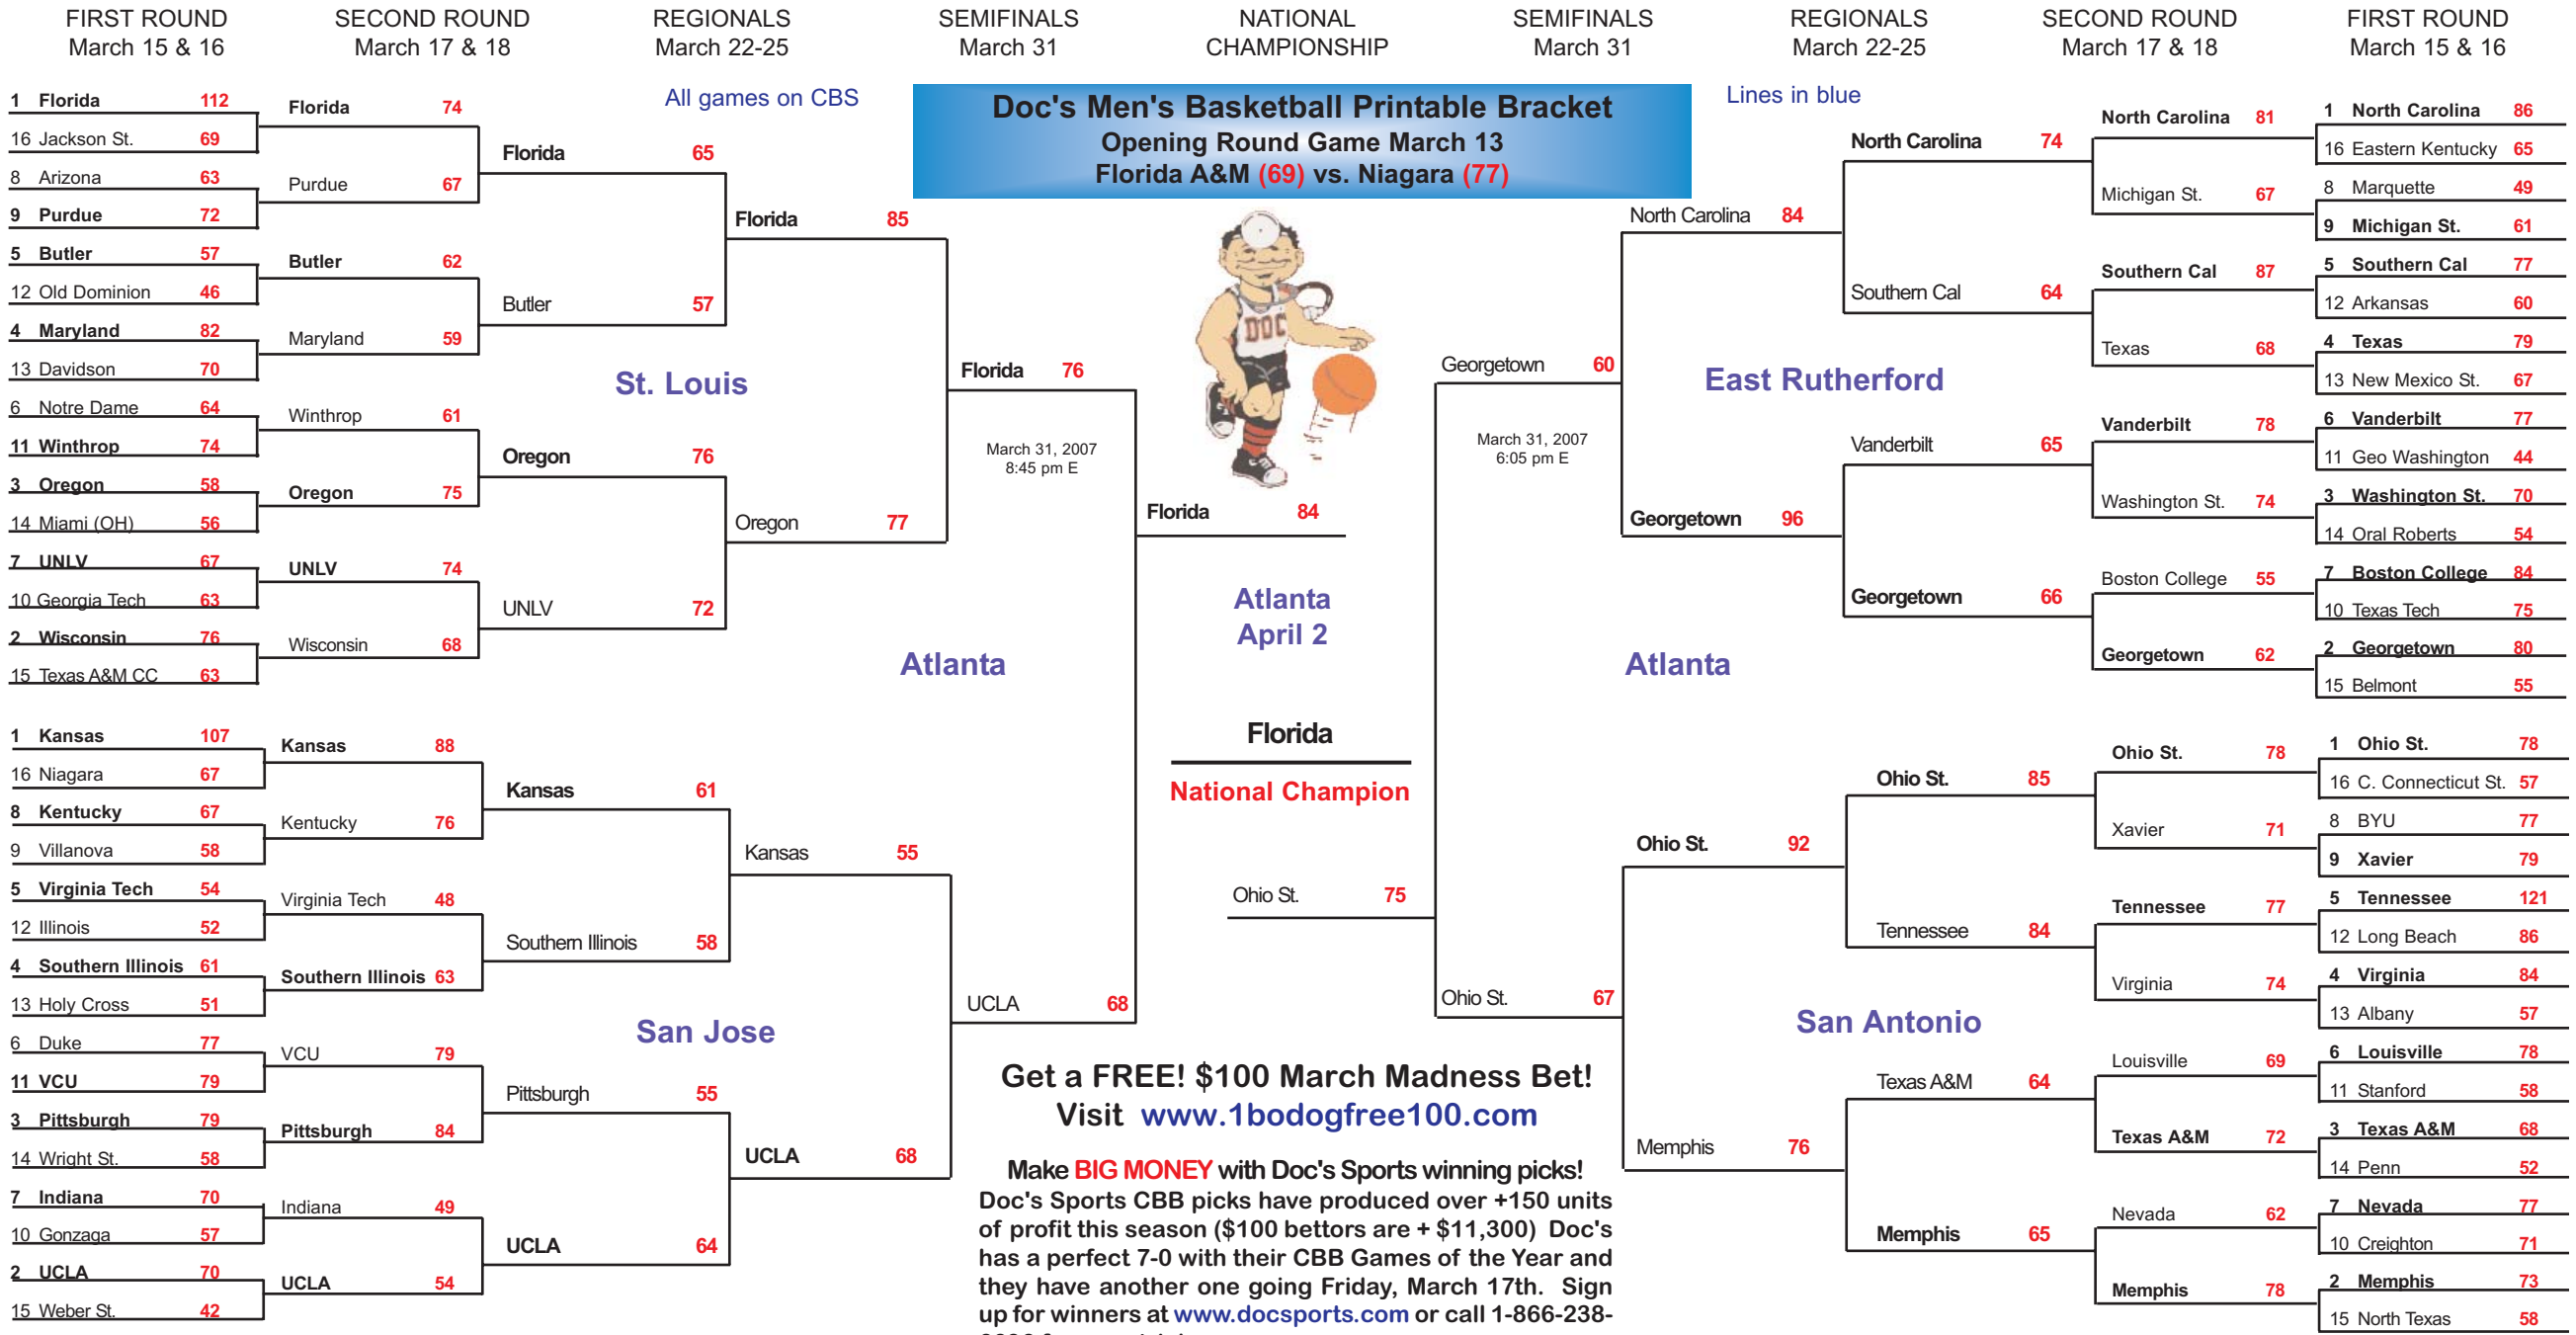 FIRST ROUND
March 15 & 16
SECOND ROUND
March 17 & 18
REGIONALS
March 22-25
SEMIFINALS
March 31
NATIONAL
CHAMPIONSHIP
SEMIFINALS
March 31
REGIONALS
March 22-25
SECOND ROUND
March 17 & 18
FIRST ROUND
March 15 & 16
All games on CBS
Doc's Men's Basketball Printable Bracket
Opening Round Game March 13
Florida A&M (69) vs. Niagara (77)
Lines in blue
1 Florida 112
16 Jackson St. 69
8 Arizona 63
9 Purdue 72
5 Butler 57
12 Old Dominion 46
4 Maryland 82
13 Davidson 70
6 Notre Dame 64
11 Winthrop 74
3 Oregon 58
14 Miami (OH) 56
7 UNLV 67
10 Georgia Tech 63
2 Wisconsin 76
15 Texas A&M CC 63
Florida 74
Purdue 67
Butler 62
Maryland 59
Winthrop 61
Oregon 75
UNLV 74
Wisconsin 68
Florida 65
Butler 57
Oregon 76
UNLV 72
Florida 85
Oregon 77
St. Louis
1 Kansas 107
16 Niagara 67
8 Kentucky 67
9 Villanova 58
5 Virginia Tech 54
12 Illinois 52
4 Southern Illinois 61
13 Holy Cross 51
6 Duke 77
11 VCU 79
3 Pittsburgh 79
14 Wright St. 58
7 Indiana 70
10 Gonzaga 57
2 UCLA 70
15 Weber St. 42
Kansas 88
Kentucky 76
Virginia Tech 48
Southern Illinois 63
VCU 79
Pittsburgh 84
Indiana 49
UCLA 54
Kansas 61
Southern Illinois 58
Pittsburgh 55
UCLA 64
Kansas 55
UCLA 68
San Jose
Florida 76
March 31, 2007
8:45 pm E
UCLA 68
Atlanta
DOC
Florida 84
Atlanta
April 2
Florida
National Champion
Ohio St. 75
Georgetown 60
March 31, 2007
6:05 pm E
Ohio St. 67
Atlanta
North Carolina 84
Georgetown 96
East Rutherford
North Carolina 74
Southern Cal 64
Vanderbilt 65
Georgetown 66
North Carolina 81
Michigan St. 67
Southern Cal 87
Texas 68
Vanderbilt 78
Washington St. 74
Boston College 55
Georgetown 62
1 North Carolina 86
16 Eastern Kentucky 65
8 Marquette 49
9 Michigan St. 61
5 Southern Cal 77
12 Arkansas 60
4 Texas 79
13 New Mexico St. 67
6 Vanderbilt 77
11 Geo Washington 44
3 Washington St. 70
14 Oral Roberts 54
7 Boston College 84
10 Texas Tech 75
2 Georgetown 80
15 Belmont 55
Ohio St. 92
Memphis 76
San Antonio
Ohio St. 85
Tennessee 84
Texas A&M 64
Memphis 65
Ohio St. 78
Xavier 71
Tennessee 77
Virginia 74
Louisville 69
Texas A&M 72
Nevada 62
Memphis 78
1 Ohio St. 78
16 C. Connecticut St. 57
8 BYU 77
9 Xavier 79
5 Tennessee 121
12 Long Beach 86
4 Virginia 84
13 Albany 57
6 Louisville 78
11 Stanford 58
3 Texas A&M 68
14 Penn 52
7 Nevada 77
10 Creighton 71
2 Memphis 73
15 North Texas 58
Get a FREE! $100 March Madness Bet!
Visit www.1bodogfree100.com
Make BIG MONEY with Doc's Sports winning picks!
Doc's Sports CBB picks have produced over +150 units
of profit this season ($100 bettors are + $11,300) Doc's
has a perfect 7-0 with their CBB Games of the Year and
they have another one going Friday, March 17th. Sign
up for winners at www.docsports.com or call 1-866-238-